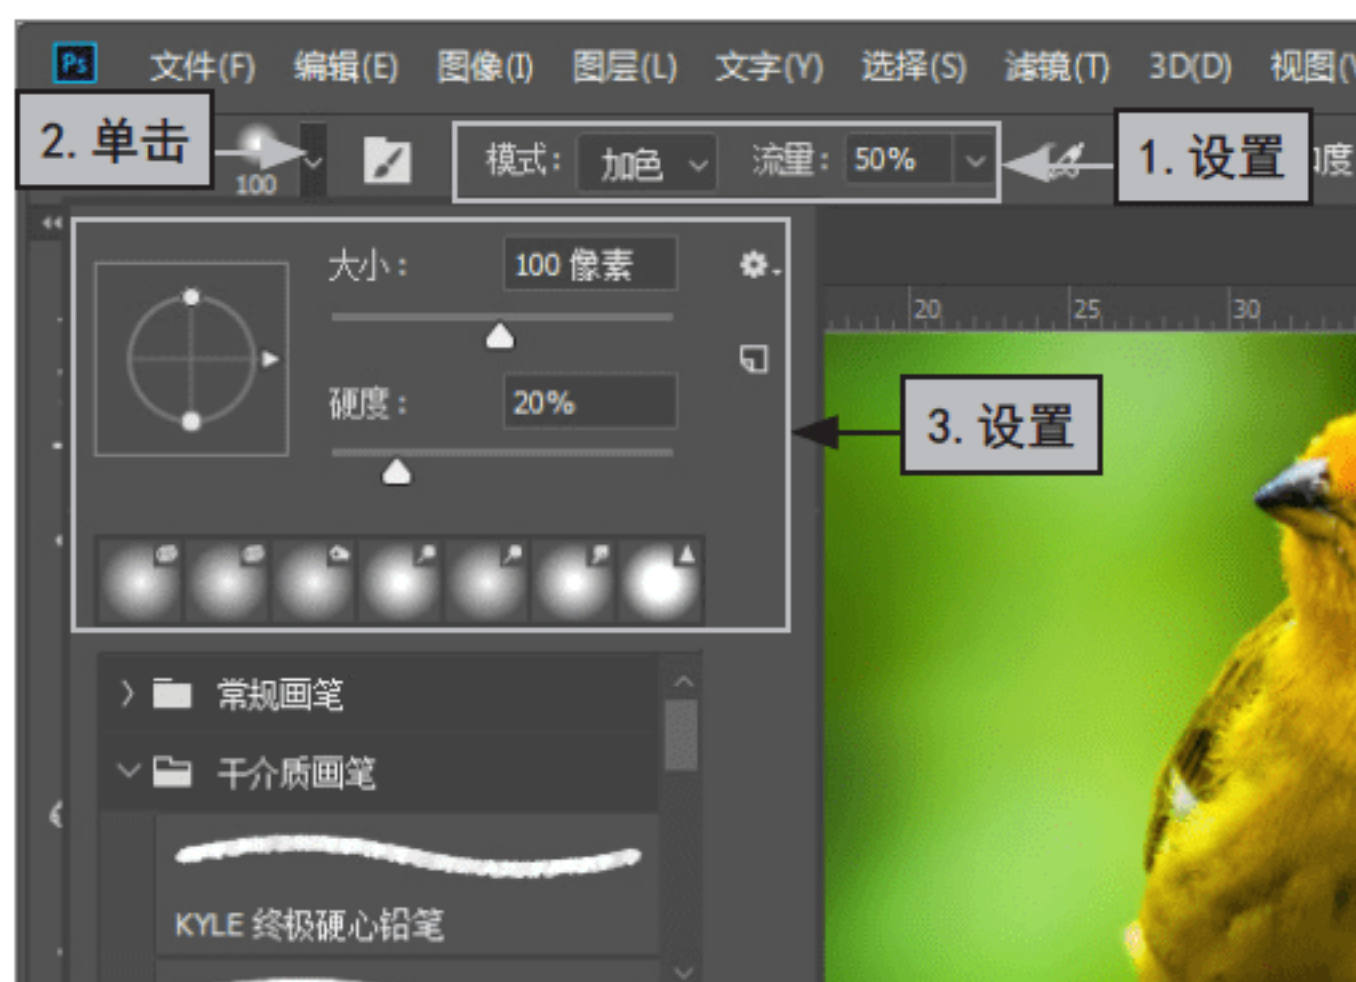 Ps 文件(F) 编辑(E) 图像(I) 图层(L) 文字(Y) 选择(S) 滤镜(T) 3D(D) 视图(V
2. 单击
100
模式： 加色 流量： 50%
1. 设置
度
大小： 100 像素
20 25 30
硬度： 20%
3. 设置
常规画笔
干介质画笔
KYLE 终极硬心铅笔